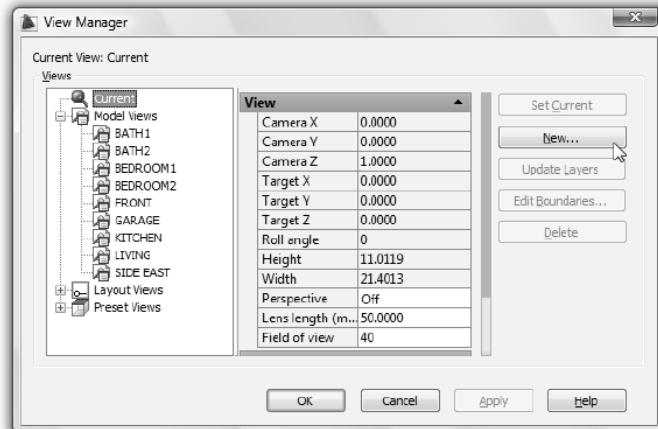 View Manager
Current View: Current
Views
Current
Model Views
BATH1
BATH2
BEDROOM1
BEDROOM2
FRONT
GARAGE
KITCHEN
LIVING
SIDE EAST
Layout Views
Preset Views
View
Camera X 0.0000
Camera Y 0.0000
Camera Z 1.0000
Target X 0.0000
Target Y 0.0000
Target Z 0.0000
Roll angle 0
Height 11.0119
Width 21.4013
Perspective Off
Lens length (m... 50.0000
Field of view 40
Set Current
New...
Update Layers
Edit Boundaries...
Delete
OK
Cancel
Apply
Help